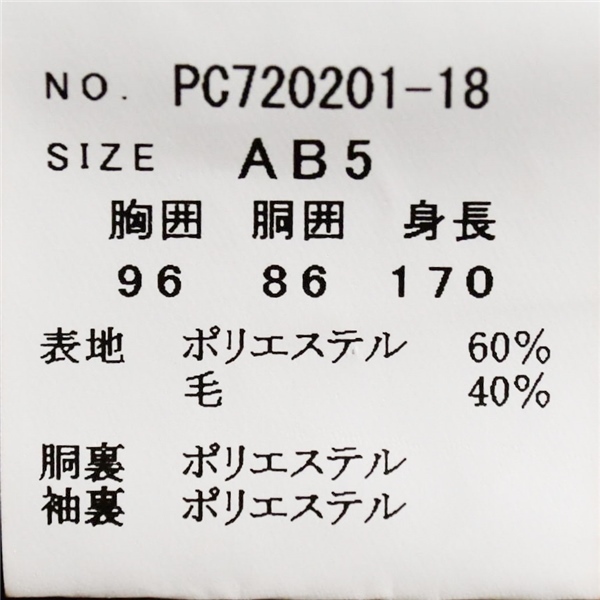 NO. PC720201-18
SIZE AB5
胸囲 胴囲 身長
96 86 170
表地 ポリエステル 60%
毛 40%
胴裏 ポリエステル
袖裏 ポリエステル